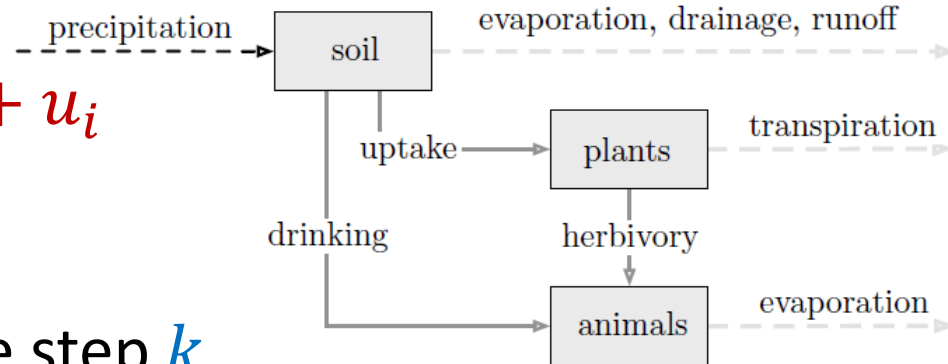 precipitation
soil
evaporation, drainage, runoff
+ u_i
uptake
plants
transpiration
drinking
herbivory
animals
evaporation
step k